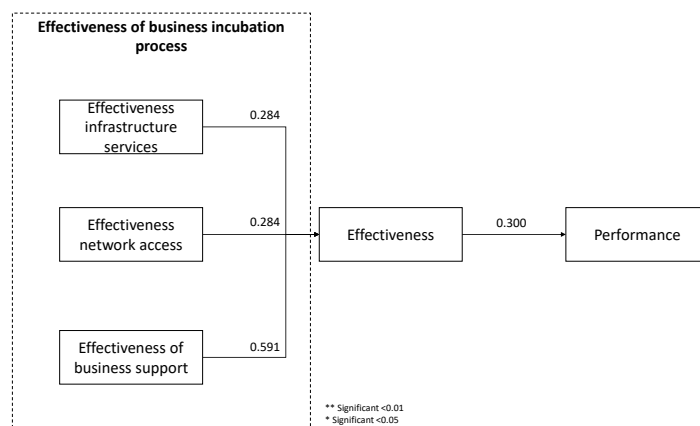 Effectiveness of business incubation
process
Effectiveness
infrastructure
services
0.284
Effectiveness
network access
0.284
Effectiveness
0.300
Performance
Effectiveness of
business support
0.591
** Significant <0.01
* Significant <0.05